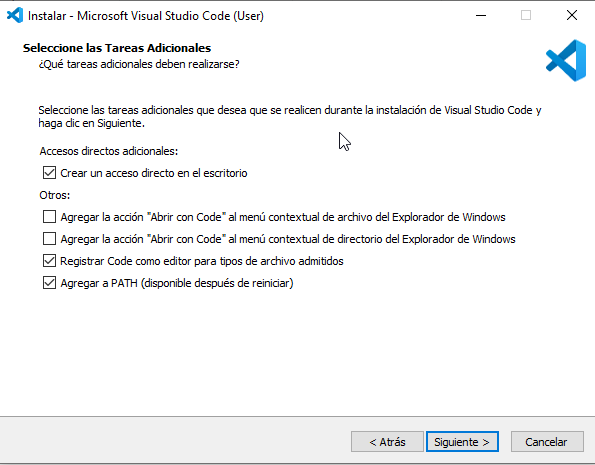 Instalar - Microsoft Visual Studio Code (User)
Seleccione las Tareas Adicionales
¿Qué tareas adicionales deben realizarse?
Seleccione las tareas adicionales que desea que se realicen durante la instalación de Visual Studio Code y
haga clic en Siguiente.
Accesos directos adicionales:
Crear un acceso directo en el escritorio
Otros:
Agregar la acción "Abrir con Code" al menú contextual de archivo del Explorador de Windows
Agregar la acción "Abrir con Code" al menú contextual de directorio del Explorador de Windows
Registrar Code como editor para tipos de archivo admitidos
Agregar a PATH (disponible después de reiniciar)
< Atrás
Siguiente >
Cancelar